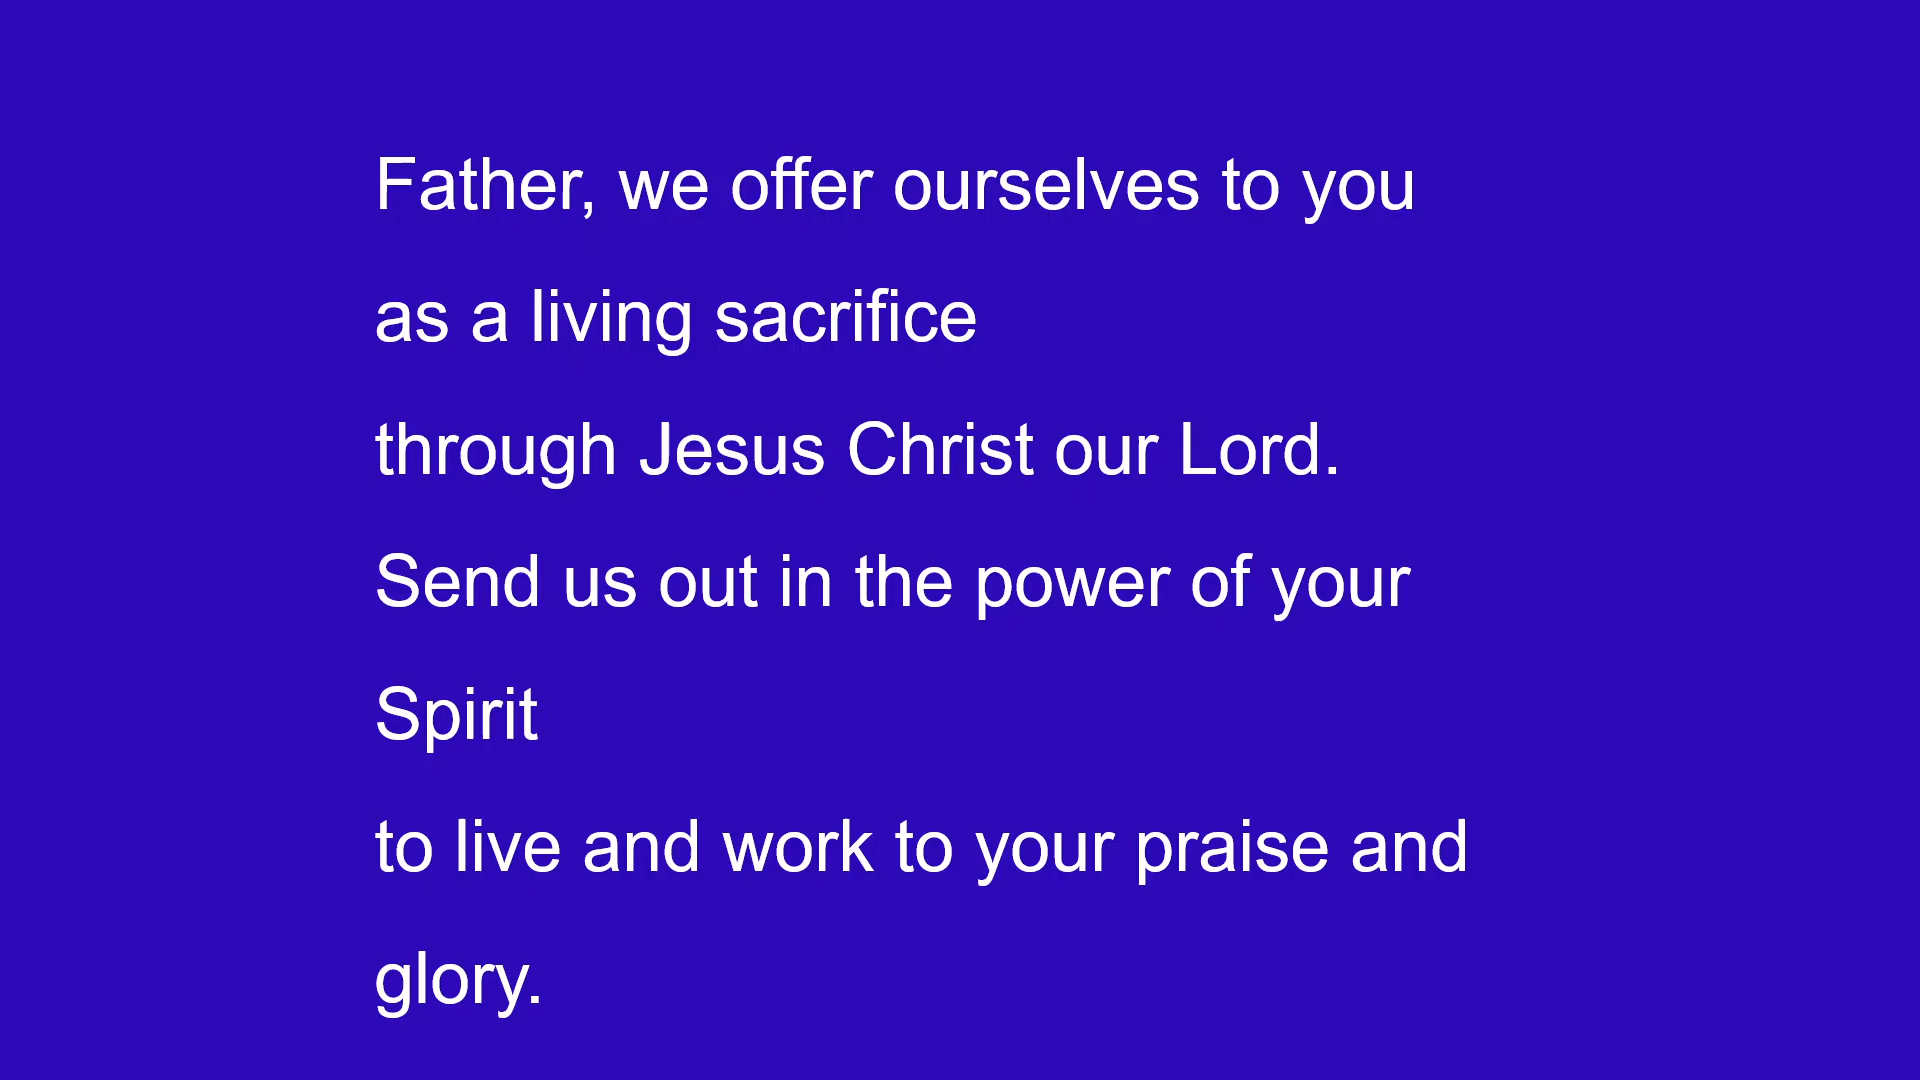 Father, we offer ourselves to you
as a living sacrifice
through Jesus Christ our Lord.
Send us out in the power of your
Spirit
to live and work to your praise and
glory.